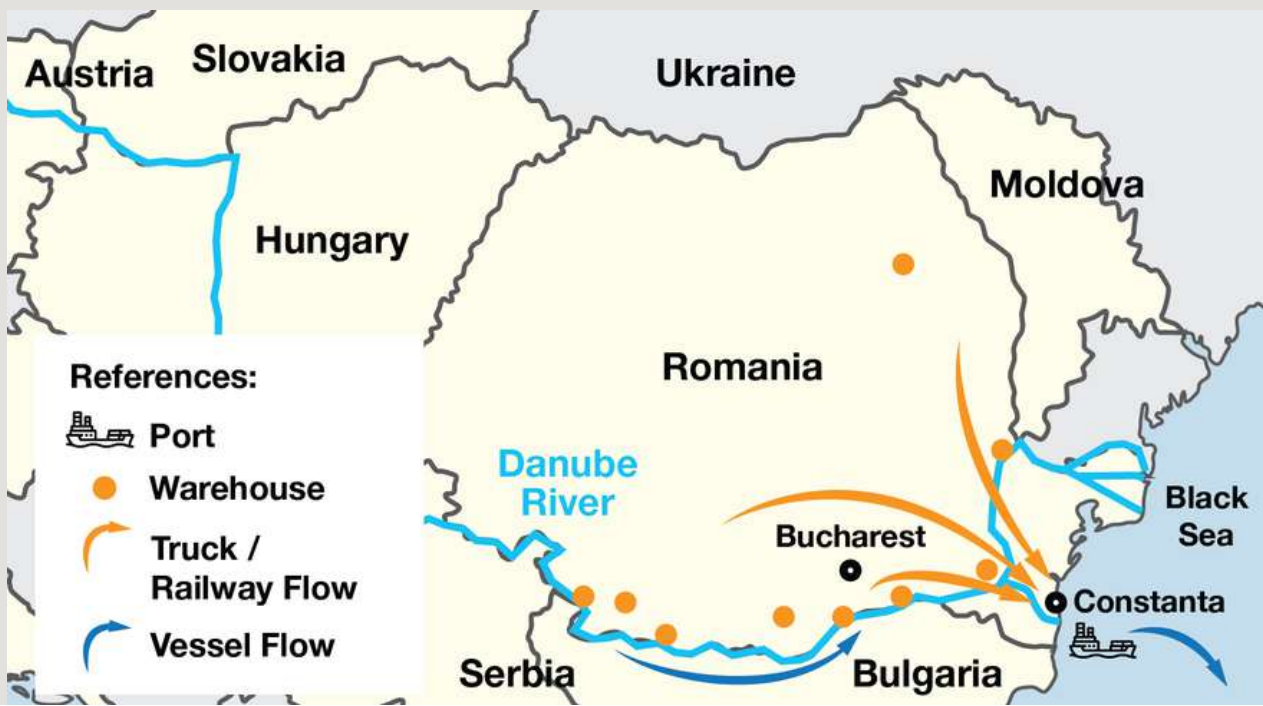 Austria
Slovakia
Ukraine
Moldova
Hungary
Romania
References:
Port
Warehouse
Truck /
Railway Flow
Vessel Flow
Danube
River
Bucharest
Black
Sea
Constanta
Serbia
Bulgaria